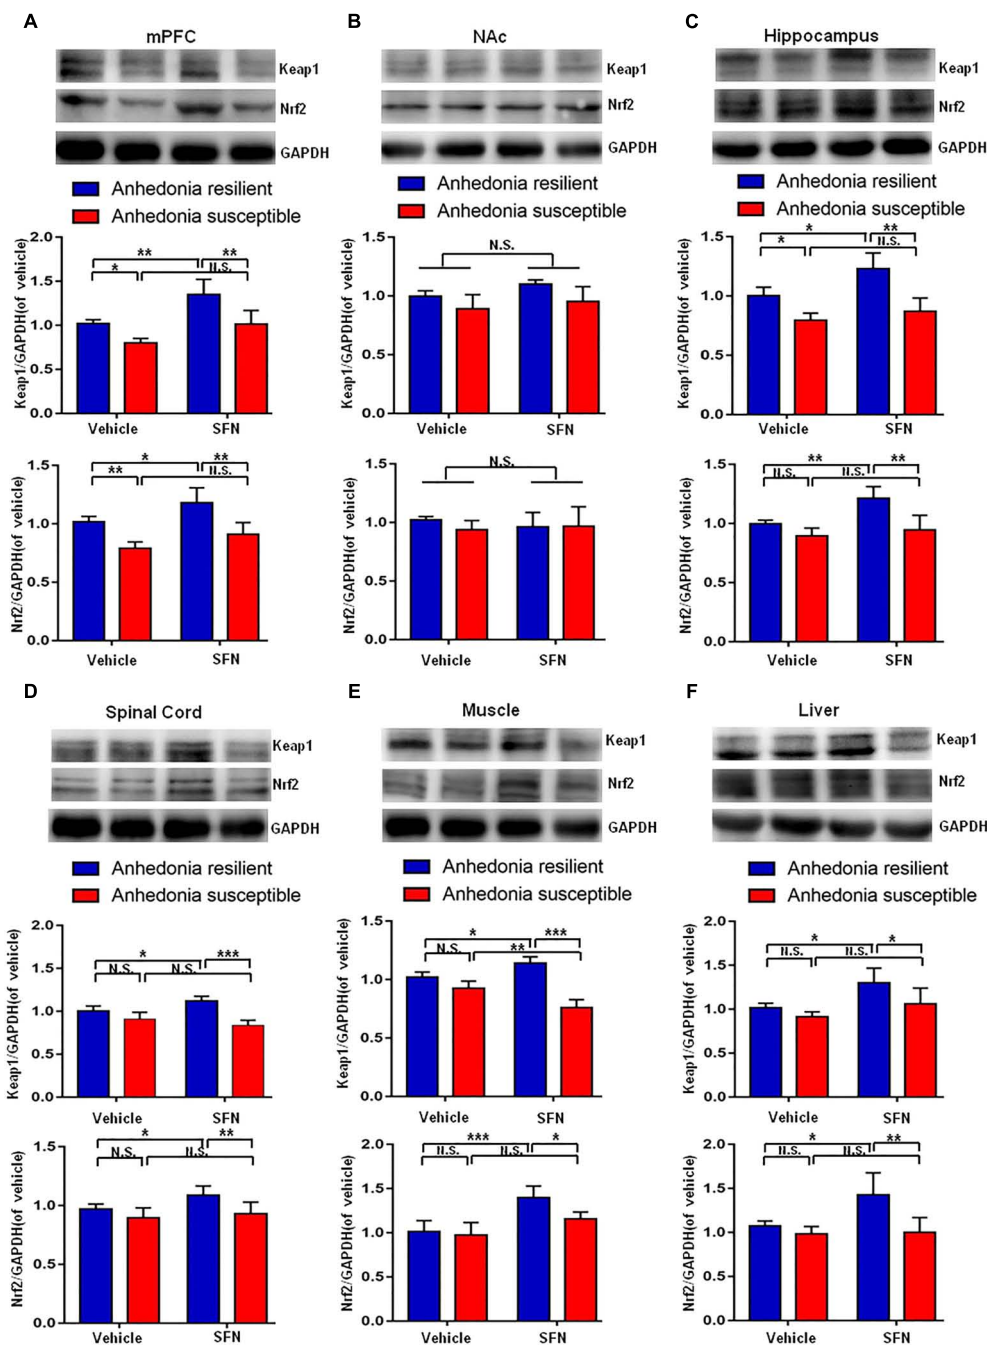 A
mPFC
Keap1
Nrf2
GAPDH
Anhedonia resilient
Anhedonia susceptible
Keap1/GAPDH(of vehicle)
2.0
1.5
1.0
0.5
0.0
**
**
*
N.S.
Vehicle
SFN
Nrf2/GAPDH(of vehicle)
1.5
1.0
0.5
0.0
*
**
**
N.S.
Vehicle
SFN
B
NAc
Keap1
Nrf2
GAPDH
Anhedonia resilient
Anhedonia susceptible
Keap1/GAPDH(of vehicle)
1.5
1.0
0.5
0.0
N.S.
Vehicle
SFN
Nrf2/GAPDH(of vehicle)
1.5
1.0
0.5
0.0
N.S.
Vehicle
SFN
C
Hippocampus
Keap1
Nrf2
GAPDH
Anhedonia resilient
Anhedonia susceptible
Keap1/GAPDH(of vehicle)
1.5
1.0
0.5
0.0
*
**
*
N.S.
Vehicle
SFN
Nrf2/GAPDH(of vehicle)
1.5
1.0
0.5
0.0
**
**
N.S.
N.S.
Vehicle
SFN
D
Spinal Cord
Keap1
Nrf2
GAPDH
Anhedonia resilient
Anhedonia susceptible
Keap1/GAPDH(of vehicle)
2.0
1.5
1.0
0.5
0.0
*
***
N.S.
N.S.
Vehicle
SFN
Nrf2/GAPDH(of vehicle)
1.5
1.0
0.5
0.0
*
**
N.S.
N.S.
Vehicle
SFN
E
Muscle
Keap1
Nrf2
GAPDH
Anhedonia resilient
Anhedonia susceptible
Keap1/GAPDH(of vehicle)
1.5
1.0
0.5
0.0
*
***
N.S.
**
Vehicle
SFN
Nrf2/GAPDH(of vehicle)
2.0
1.5
1.0
0.5
0.0
***
*
N.S.
N.S.
Vehicle
SFN
F
Liver
Keap1
Nrf2
GAPDH
Anhedonia resilient
Anhedonia susceptible
Keap1/GAPDH(of vehicle)
2.0
1.5
1.0
0.5
0.0
*
*
N.S.
N.S.
Vehicle
SFN
Nrf2/GAPDH(of vehicle)
2.0
1.5
1.0
0.5
0.0
*
**
N.S.
N.S.
Vehicle
SFN